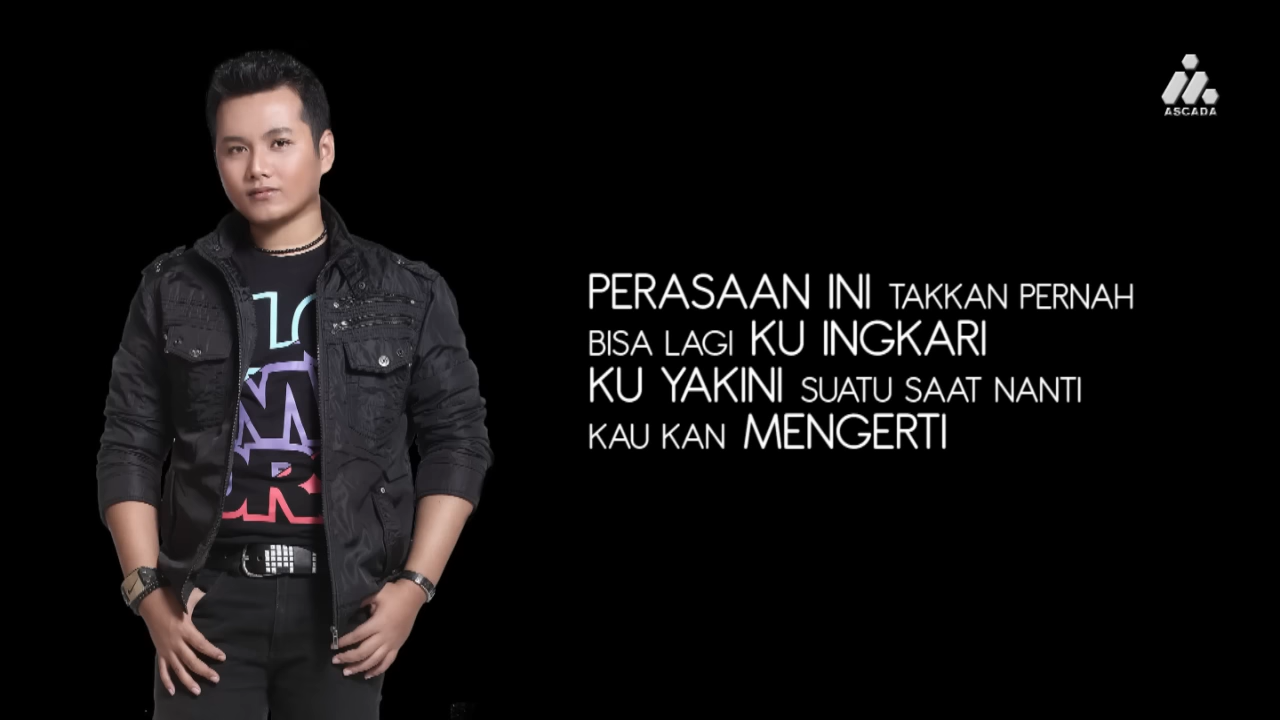 ASCADA
PERASAAN INI TAKKAN PERNAH
BISA LAGI KU INGKARI
KU YAKINI SUATU SAAT NANTI
KAU KAN MENGERTI